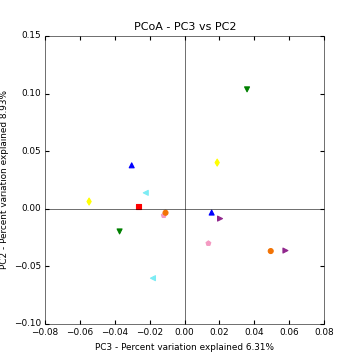 PCoA - PC3 vs PC2
0.15
0.10
0.05
0.00
−0.05
−0.10
PC2 - Percent variation explained 8.93%
−0.08 −0.06 −0.04 −0.02 0.00 0.02 0.04 0.06 0.08
PC3 - Percent variation explained 6.31%